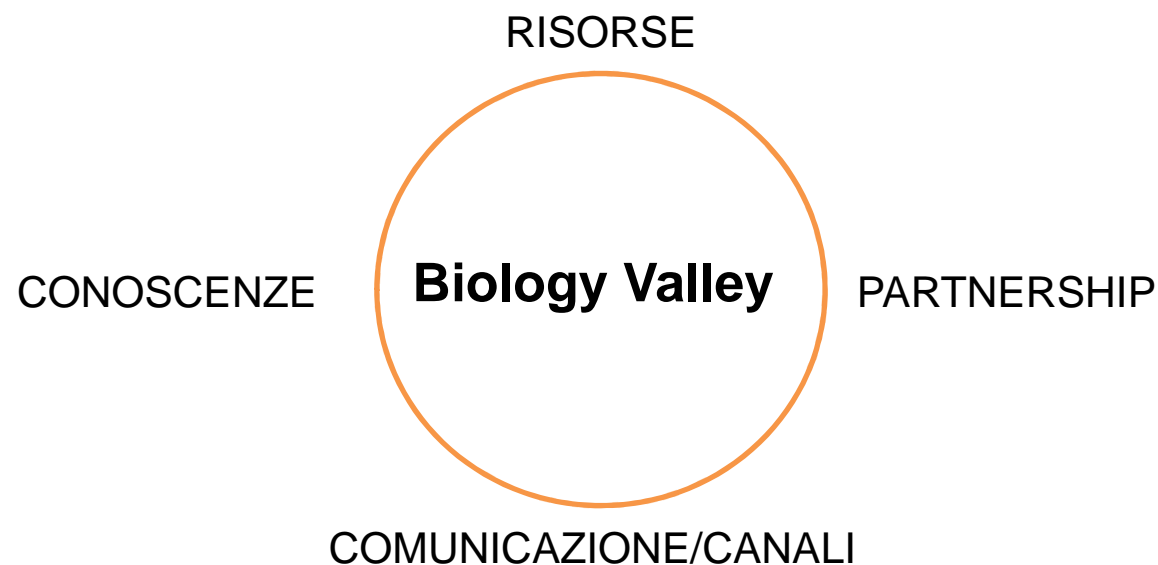 RISORSE
CONOSCENZE
Biology Valley
PARTNERSHIP
COMUNICAZIONE/CANALI